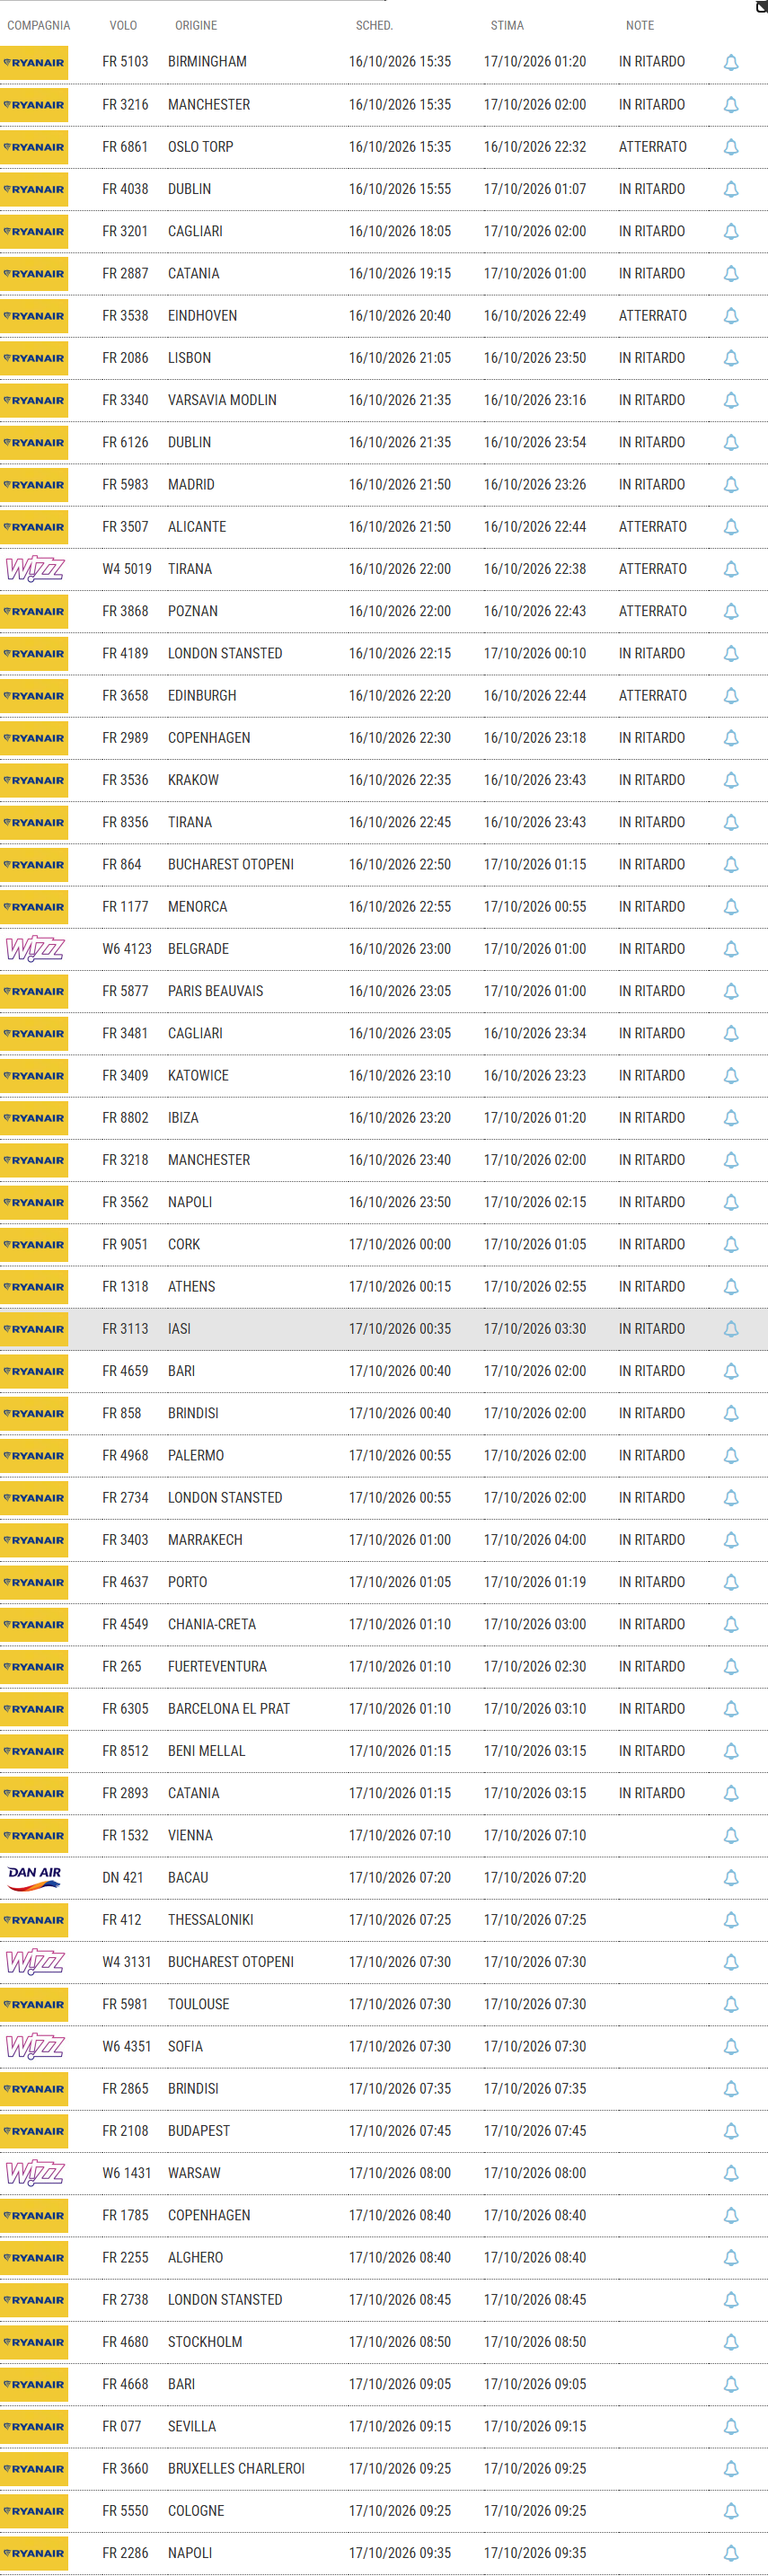 COMPAGNIA VOLO ORIGINE SCHED. STIMA NOTE
RYANAIR FR 5103 BIRMINGHAM 16/10/2026 15:35 17/10/2026 01:20 IN RITARDO
RYANAIR FR 3216 MANCHESTER 16/10/2026 15:35 17/10/2026 02:00 IN RITARDO
RYANAIR FR 6861 OSLO TORP 16/10/2026 15:35 16/10/2026 22:32 ATTERRATO
RYANAIR FR 4038 DUBLIN 16/10/2026 15:55 17/10/2026 01:07 IN RITARDO
RYANAIR FR 3201 CAGLIARI 16/10/2026 18:05 17/10/2026 02:00 IN RITARDO
RYANAIR FR 2887 CATANIA 16/10/2026 19:15 17/10/2026 01:00 IN RITARDO
RYANAIR FR 3538 EINDHOVEN 16/10/2026 20:40 16/10/2026 22:49 ATTERRATO
RYANAIR FR 2086 LISBON 16/10/2026 21:05 16/10/2026 23:50 IN RITARDO
RYANAIR FR 3340 VARSAVIA MODLIN 16/10/2026 21:35 16/10/2026 23:16 IN RITARDO
RYANAIR FR 6126 DUBLIN 16/10/2026 21:35 16/10/2026 23:54 IN RITARDO
RYANAIR FR 5983 MADRID 16/10/2026 21:50 16/10/2026 23:26 IN RITARDO
RYANAIR FR 3507 ALICANTE 16/10/2026 21:50 16/10/2026 22:44 ATTERRATO
Wizz W4 5019 TIRANA 16/10/2026 22:00 16/10/2026 22:38 ATTERRATO
RYANAIR FR 3868 POZNAN 16/10/2026 22:00 16/10/2026 22:43 ATTERRATO
RYANAIR FR 4189 LONDON STANSTED 16/10/2026 22:15 17/10/2026 00:10 IN RITARDO
RYANAIR FR 3658 EDINBURGH 16/10/2026 22:20 16/10/2026 22:44 ATTERRATO
RYANAIR FR 2989 COPENHAGEN 16/10/2026 22:30 16/10/2026 23:18 IN RITARDO
RYANAIR FR 3536 KRAKOW 16/10/2026 22:35 16/10/2026 23:43 IN RITARDO
RYANAIR FR 8356 TIRANA 16/10/2026 22:45 16/10/2026 23:43 IN RITARDO
RYANAIR FR 864 BUCHAREST OTOPENI 16/10/2026 22:50 17/10/2026 01:15 IN RITARDO
RYANAIR FR 1177 MENORCA 16/10/2026 22:55 17/10/2026 00:55 IN RITARDO
Wizz W6 4123 BELGRADE 16/10/2026 23:00 17/10/2026 01:00 IN RITARDO
RYANAIR FR 5877 PARIS BEAUVAIS 16/10/2026 23:05 17/10/2026 01:00 IN RITARDO
RYANAIR FR 3481 CAGLIARI 16/10/2026 23:05 16/10/2026 23:34 IN RITARDO
RYANAIR FR 3409 KATOWICE 16/10/2026 23:10 16/10/2026 23:23 IN RITARDO
RYANAIR FR 8802 IBIZA 16/10/2026 23:20 17/10/2026 01:20 IN RITARDO
RYANAIR FR 3218 MANCHESTER 16/10/2026 23:40 17/10/2026 02:00 IN RITARDO
RYANAIR FR 3562 NAPOLI 16/10/2026 23:50 17/10/2026 02:15 IN RITARDO
RYANAIR FR 9051 CORK 17/10/2026 00:00 17/10/2026 01:05 IN RITARDO
RYANAIR FR 1318 ATHENS 17/10/2026 00:15 17/10/2026 02:55 IN RITARDO
RYANAIR FR 3113 IASI 17/10/2026 00:35 17/10/2026 03:30 IN RITARDO
RYANAIR FR 4659 BARI 17/10/2026 00:40 17/10/2026 02:00 IN RITARDO
RYANAIR FR 858 BRINDISI 17/10/2026 00:40 17/10/2026 02:00 IN RITARDO
RYANAIR FR 4968 PALERMO 17/10/2026 00:55 17/10/2026 02:00 IN RITARDO
RYANAIR FR 2734 LONDON STANSTED 17/10/2026 00:55 17/10/2026 02:00 IN RITARDO
RYANAIR FR 3403 MARRAKECH 17/10/2026 01:00 17/10/2026 04:00 IN RITARDO
RYANAIR FR 4637 PORTO 17/10/2026 01:05 17/10/2026 01:19 IN RITARDO
RYANAIR FR 4549 CHANIA-CRETA 17/10/2026 01:10 17/10/2026 03:00 IN RITARDO
RYANAIR FR 265 FUERTEVENTURA 17/10/2026 01:10 17/10/2026 02:30 IN RITARDO
RYANAIR FR 6305 BARCELONA EL PRAT 17/10/2026 01:10 17/10/2026 03:10 IN RITARDO
RYANAIR FR 8512 BENI MELLAL 17/10/2026 01:15 17/10/2026 03:15 IN RITARDO
RYANAIR FR 2893 CATANIA 17/10/2026 01:15 17/10/2026 03:15 IN RITARDO
RYANAIR FR 1532 VIENNA 17/10/2026 07:10 17/10/2026 07:10
DAN AIR DN 421 BACAU 17/10/2026 07:20 17/10/2026 07:20
RYANAIR FR 412 THESSALONIKI 17/10/2026 07:25 17/10/2026 07:25
Wizz W4 3131 BUCHAREST OTOPENI 17/10/2026 07:30 17/10/2026 07:30
RYANAIR FR 5981 TOULOUSE 17/10/2026 07:30 17/10/2026 07:30
Wizz W6 4351 SOFIA 17/10/2026 07:30 17/10/2026 07:30
RYANAIR FR 2865 BRINDISI 17/10/2026 07:35 17/10/2026 07:35
RYANAIR FR 2108 BUDAPEST 17/10/2026 07:45 17/10/2026 07:45
Wizz W6 1431 WARSAW 17/10/2026 08:00 17/10/2026 08:00
RYANAIR FR 1785 COPENHAGEN 17/10/2026 08:40 17/10/2026 08:40
RYANAIR FR 2255 ALGHERO 17/10/2026 08:40 17/10/2026 08:40
RYANAIR FR 2738 LONDON STANSTED 17/10/2026 08:45 17/10/2026 08:45
RYANAIR FR 4680 STOCKHOLM 17/10/2026 08:50 17/10/2026 08:50
RYANAIR FR 4668 BARI 17/10/2026 09:05 17/10/2026 09:05
RYANAIR FR 077 SEVILLA 17/10/2026 09:15 17/10/2026 09:15
RYANAIR FR 3660 BRUXELLES CHARLEROI 17/10/2026 09:25 17/10/2026 09:25
RYANAIR FR 5550 COLOGNE 17/10/2026 09:25 17/10/2026 09:25
RYANAIR FR 2286 NAPOLI 17/10/2026 09:35 17/10/2026 09:35